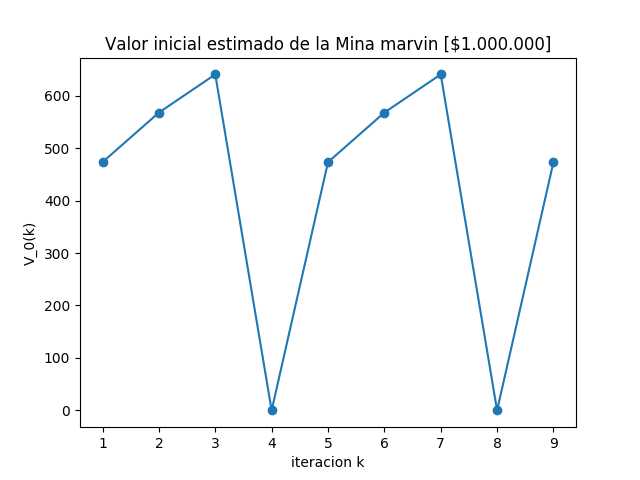 Valor inicial estimado de la Mina marvin [$1.000.000]
600
500
400
300
200
100
0
V_0(k)
1 2 3 4 5 6 7 8 9
iteracion k